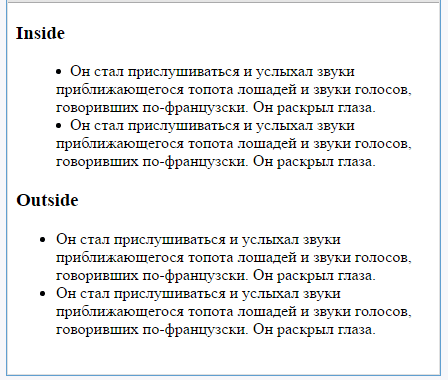 Inside
• Он стал прислушиваться и услыхал звуки
приближающегося топота лошадей и звуки голосов,
говоривших по-французски. Он раскрыл глаза.
• Он стал прислушиваться и услыхал звуки
приближающегося топота лошадей и звуки голосов,
говоривших по-французски. Он раскрыл глаза.
Outside
• Он стал прислушиваться и услыхал звуки
приближающегося топота лошадей и звуки голосов,
говоривших по-французски. Он раскрыл глаза.
• Он стал прислушиваться и услыхал звуки
приближающегося топота лошадей и звуки голосов,
говоривших по-французски. Он раскрыл глаза.